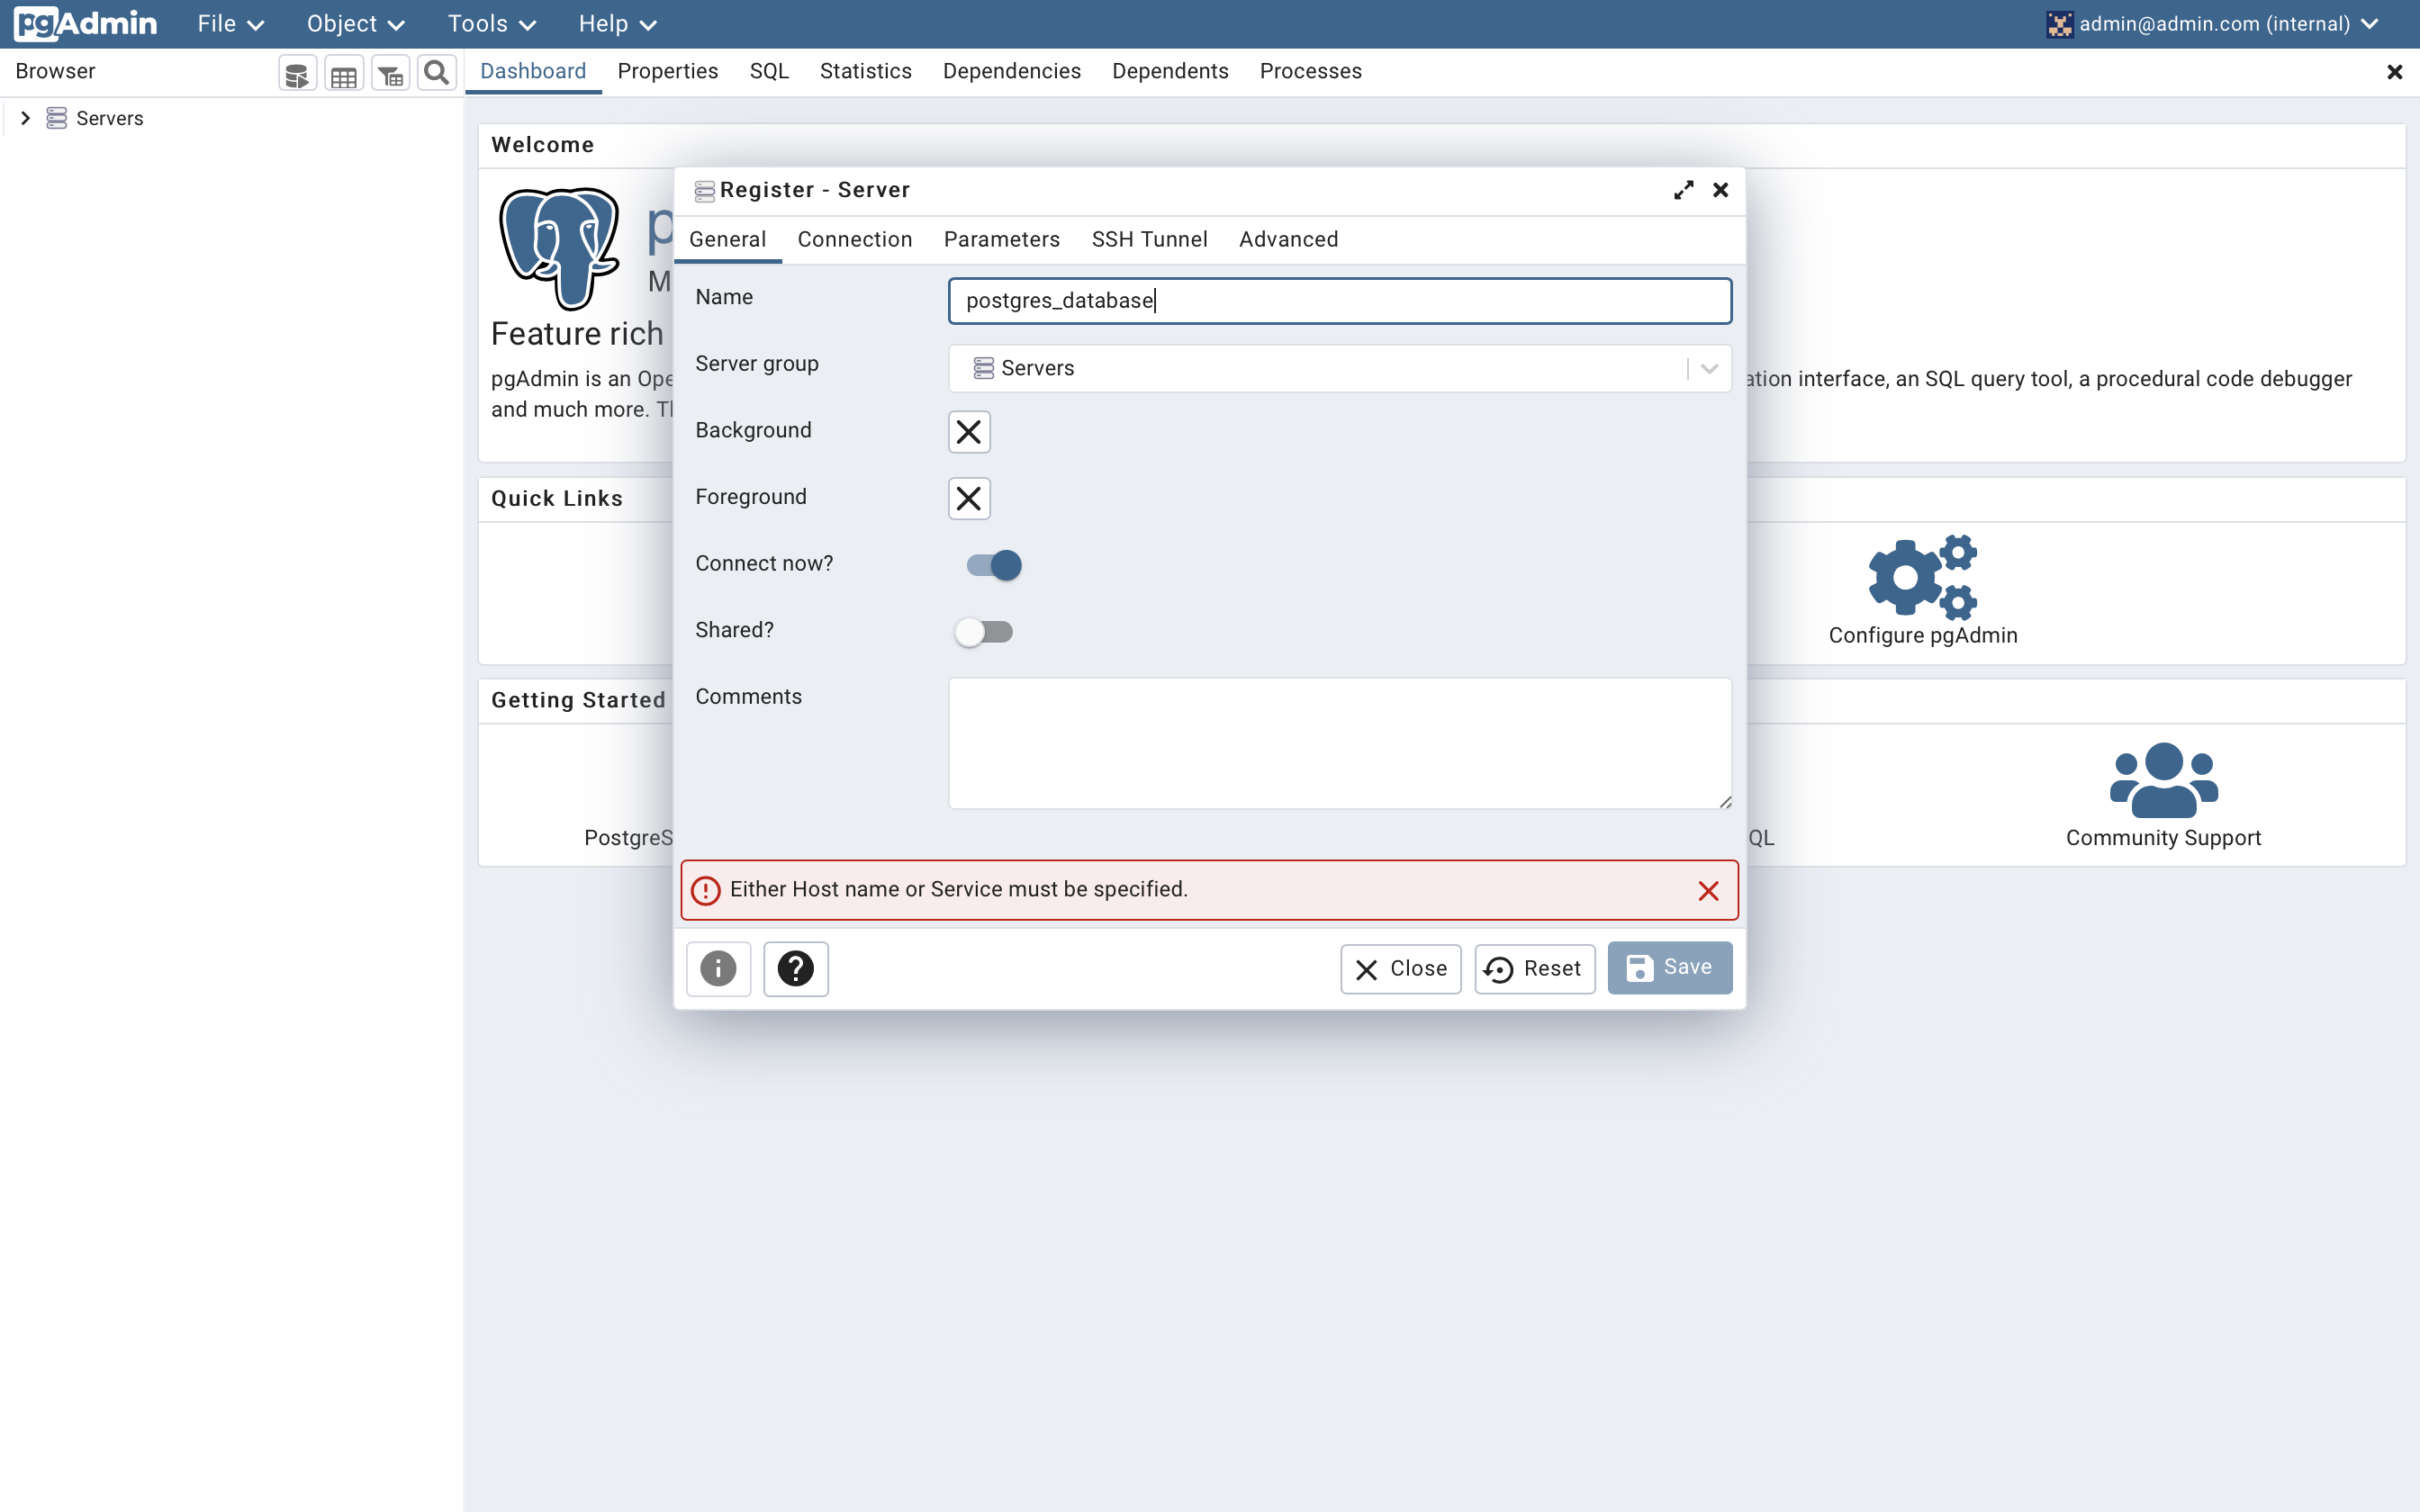 pgAdmin File Object Tools Help admin@admin.com (internal)
Browser Dashboard Properties SQL Statistics Dependencies Dependents Processes
Servers
Welcome
Register - Server
General Connection Parameters SSH Tunnel Advanced
Name postgres_database
Server group Servers
Background
Foreground
Connect now?
Shared?
Comments
Either Host name or Service must be specified.
Close Reset Save
Feature rich
pgAdmin is an Ope
ation interface, an SQL query tool, a procedural code debugger
and much more.
Quick Links
Configure pgAdmin
Getting Started
PostgreS
QL
Community Support